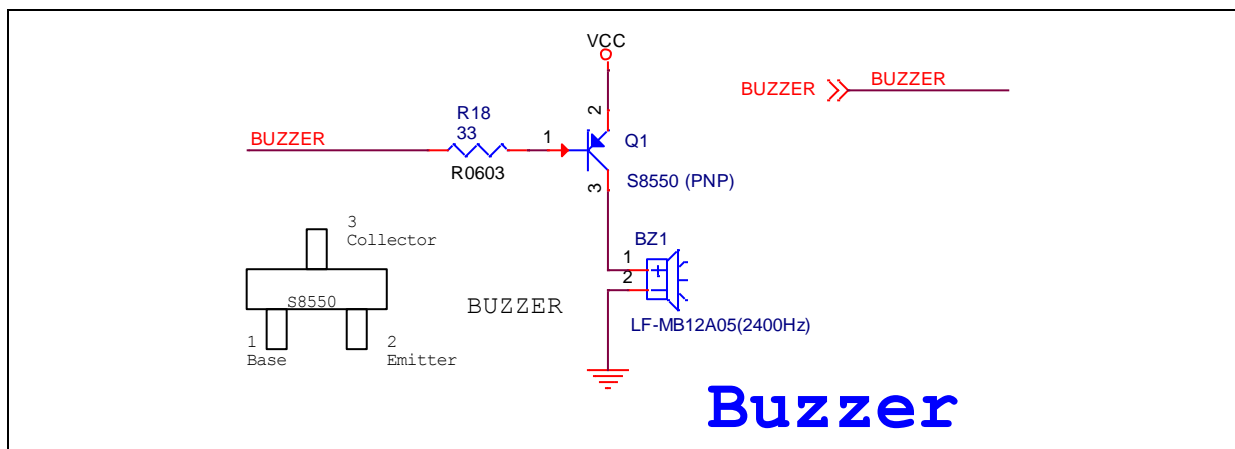 VCC
BUZZER
BUZZER
R18
33
2
Q1
BUZZER
1
R0603
S8550 (PNP)
3
3
Collector
BZ1
1
2
S8550
BUZZER
LF-MB12A05(2400Hz)
1
Base
2
Emitter
Buzzer